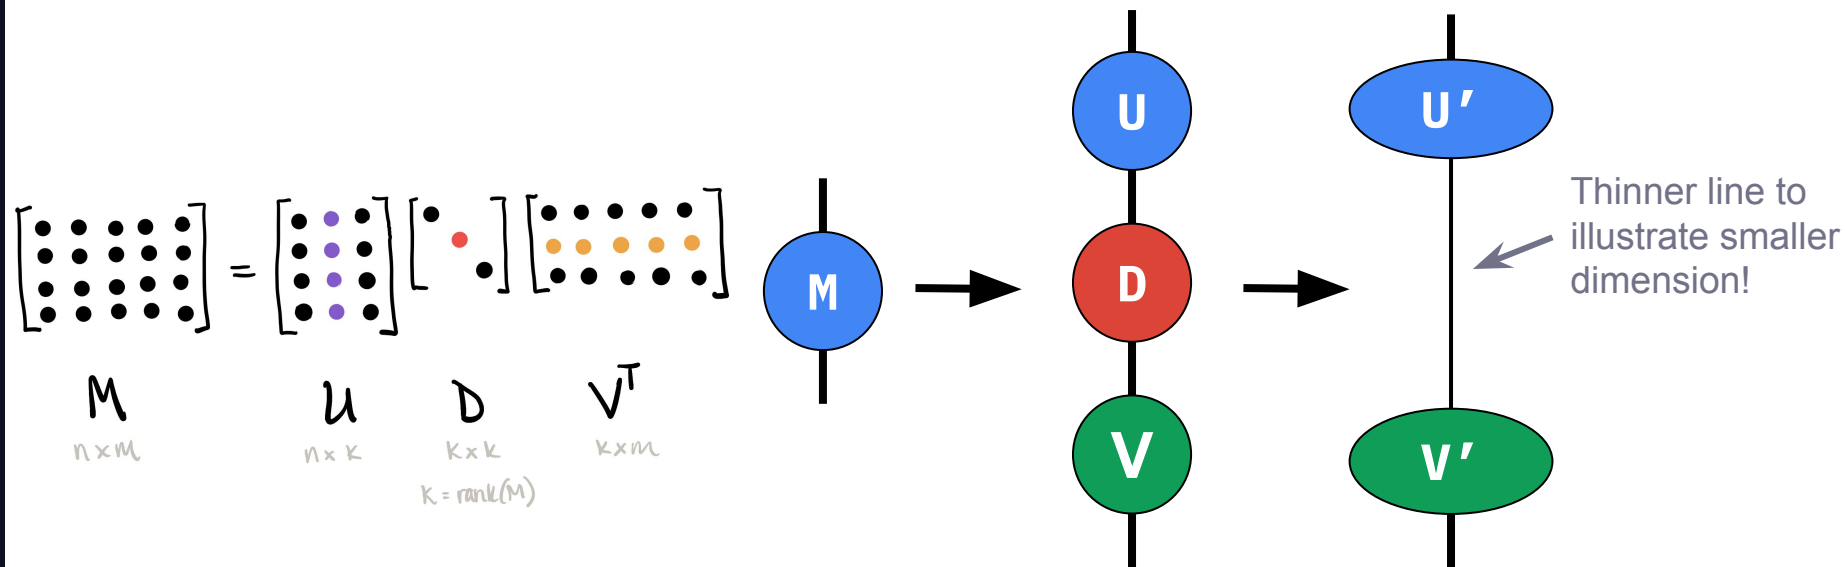 =
M
U
D
Vᵀ
n×m
n×k
k×k
k×m
k=rank(M)
M
U
D
V
U'
V'
Thinner line to
illustrate smaller
dimension!